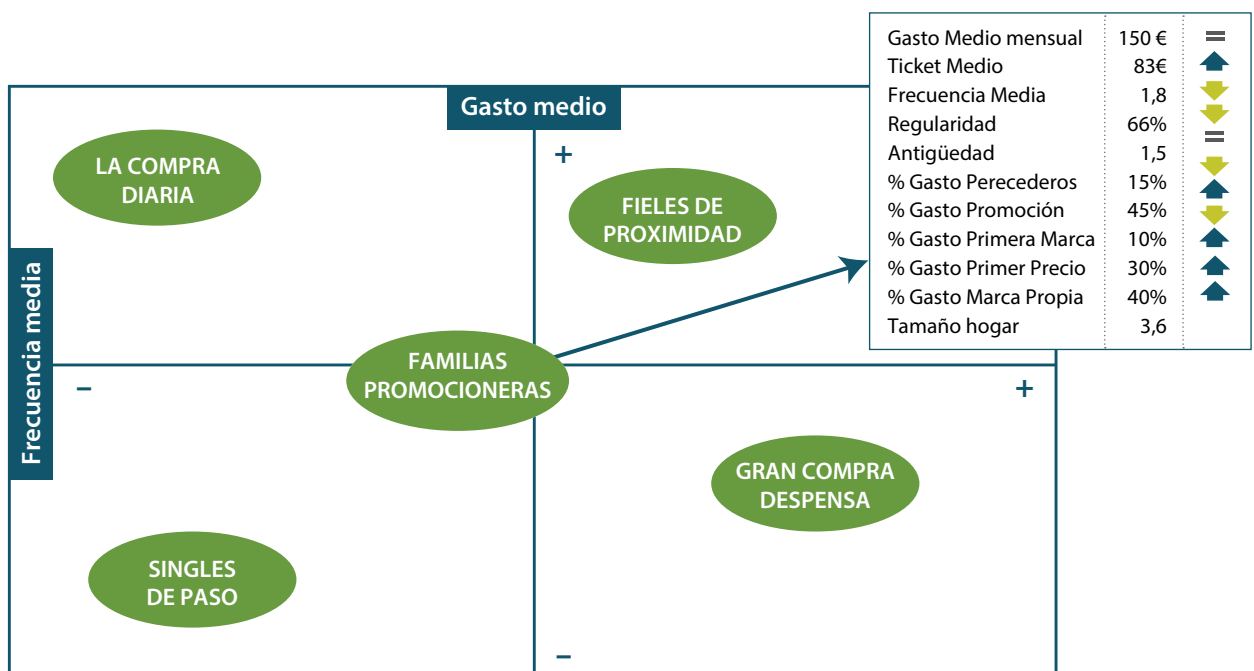 Gasto Medio mensual 150 € =
Ticket Medio 83€
Frecuencia Media 1,8
Regularidad 66%
Antigüedad 1,5 =
% Gasto Perecederos 15%
% Gasto Promoción 45%
% Gasto Primera Marca 10%
% Gasto Primer Precio 30%
% Gasto Marca Propia 40%
Tamaño hogar 3,6
Gasto medio
+
LA COMPRA
DIARIA
FIELES DE
PROXIMIDAD
Frecuencia media
FAMILIAS
PROMOCIONERAS
– +
GRAN COMPRA
DESPENSA
SINGLES
DE PASO
–